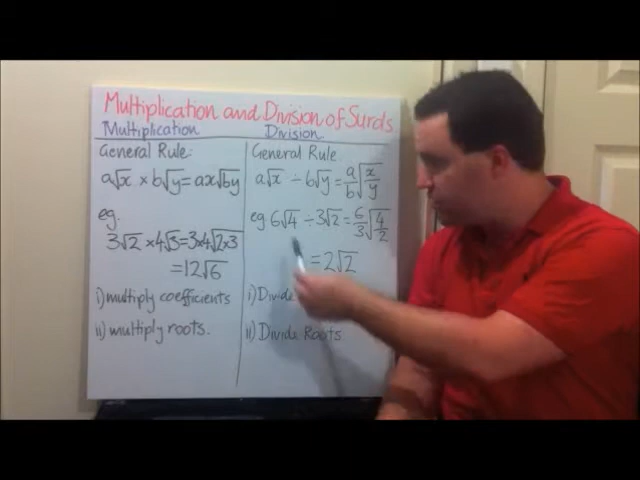 Multiplication and Division of Surds
Multiplication
General Rule:
a√x × b√y = ax√by
eg.
3√2 × 4√3 = 3×4√2×3
= 12√6
i) multiply coefficients
ii) multiply roots.
Division
General Rule
a√x ÷ b√y = a/b √x/y
eg 6√4 ÷ 3√2 = 6/3 √4/2
= 2√2
i) Divide
ii) Divide Roots